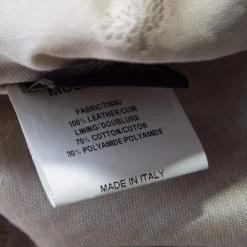 FABRIC/TISSU
100% LEATHER/CUIR
LINING/DOUBLURE
70% COTTON/COTON
30% POLYAMIDE/POLYAMIDE
MADE IN ITALY